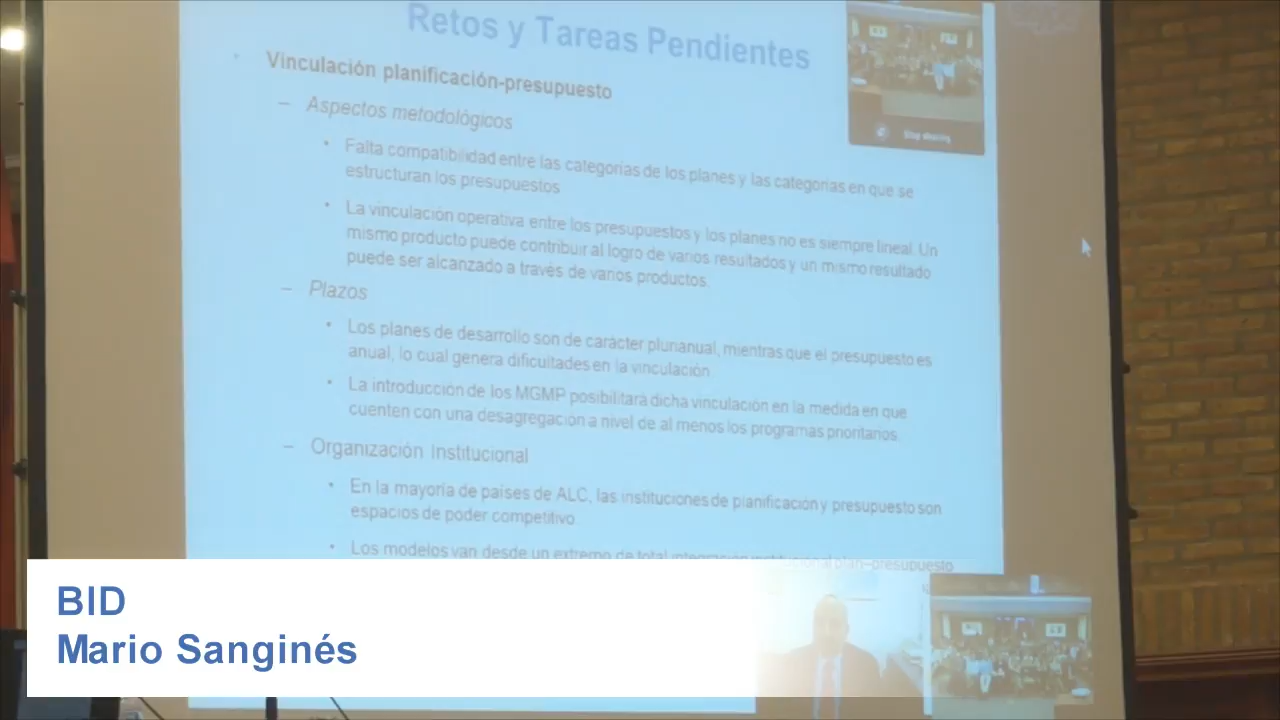 Retos y Tareas Pendientes
• Vinculación planificación-presupuesto
– Aspectos metodológicos
• Falta compatibilidad entre las categorías de los planes y las categorías en que se
estructuran los presupuestos
• La vinculación operativa entre los presupuestos y los planes no es siempre lineal. Un
mismo producto puede contribuir al logro de varios resultados y un mismo resultado
puede ser alcanzado a través de varios productos.
– Plazos
• Los planes de desarrollo son de carácter plurianual, mientras que el presupuesto es
anual, lo cual genera dificultades en la vinculación
• La introducción de los MGMP posibilitará dicha vinculación en la medida en que
cuenten con una desagregación a nivel de al menos los programas prioritarios.
– Organización Institucional
• En la mayoría de países de ALC, las instituciones de planificación y presupuesto son
espacios de poder competitivo.
• Los modelos van desde un extremo de total integración institucional plan–presupuesto
Stop sharing
BID
Mario Sanginés